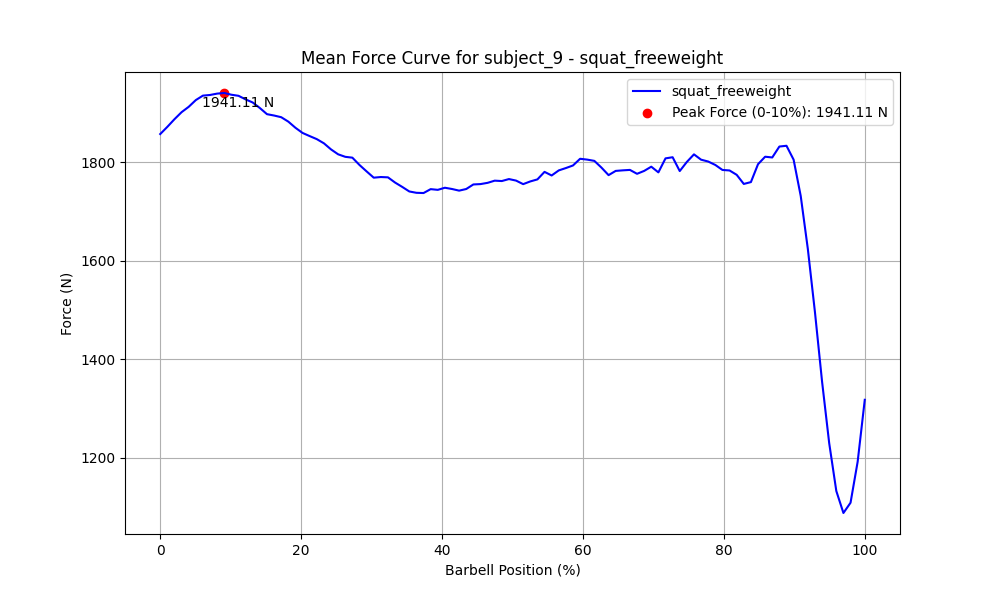 Mean Force Curve for subject_9 - squat_freeweight
squat_freeweight
Peak Force (0-10%): 1941.11 N
1941.11 N
1800
1600
1400
1200
Force (N)
0 20 40 60 80 100
Barbell Position (%)